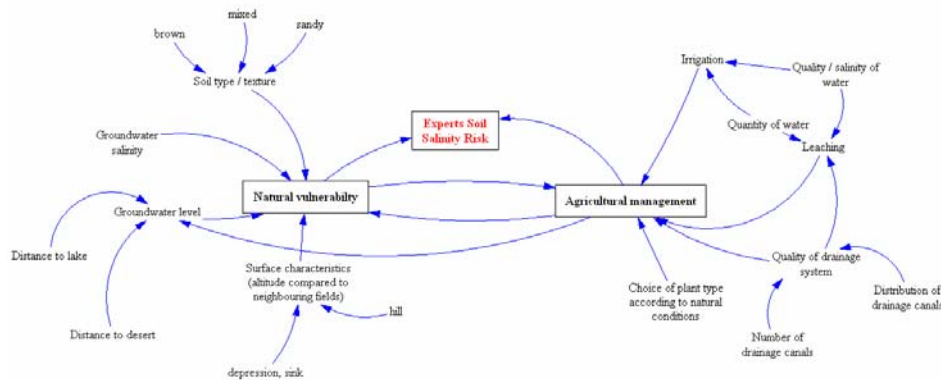 mixed
brown
sandy
Soil type / texture
Irrigation
Quality / salinity of
water
Experts Soil
Salinity Risk
Quantity of water
Groundwater
salinity
Leaching
Natural vulnerabilty
Agricultural management
Groundwater level
Distance to lake
Surface characteristics
(altitude compared to
neighbouring fields)
Quality of drainage
system
Choice of plant type
according to natural
conditions
Distribution of
drainage canals
hill
Distance to desert
Number of
drainage canals
depression, sink